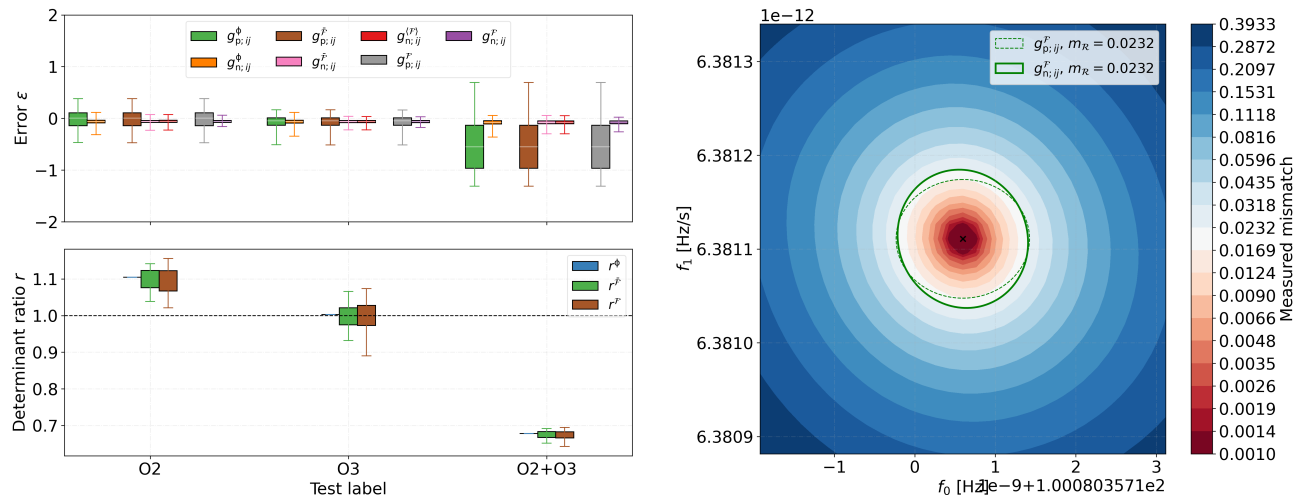 2
1
0
−1
−2
Error ε
g^ϕ_{p; ij}
g^ϕ_{n; ij}
g^{F̄}_{p; ij}
g^{F̄}_{n; ij}
g^{⟨F⟩}_{n; ij}
g^F_{p; ij}
g^F_{n; ij}
1.1
1.0
0.9
0.8
0.7
Determinant ratio r
r^ϕ
r^{F̄}
r^F
O2
O3
O2+O3
Test label
1e−12
6.3813
6.3812
6.3811
6.3810
6.3809
f₁ [Hz/s]
g^F_{p; ij}, m_R = 0.0232
g^F_{n; ij}, m_R = 0.0232
−1
0
1
2
3
f₀ [Hz]
1e−9+1.000803571e2
0.3933
0.2872
0.2097
0.1531
0.1118
0.0816
0.0596
0.0435
0.0318
0.0232
0.0170
0.0124
0.0090
0.0066
0.0048
0.0035
0.0026
0.0019
0.0014
0.0010
Measured mismatch